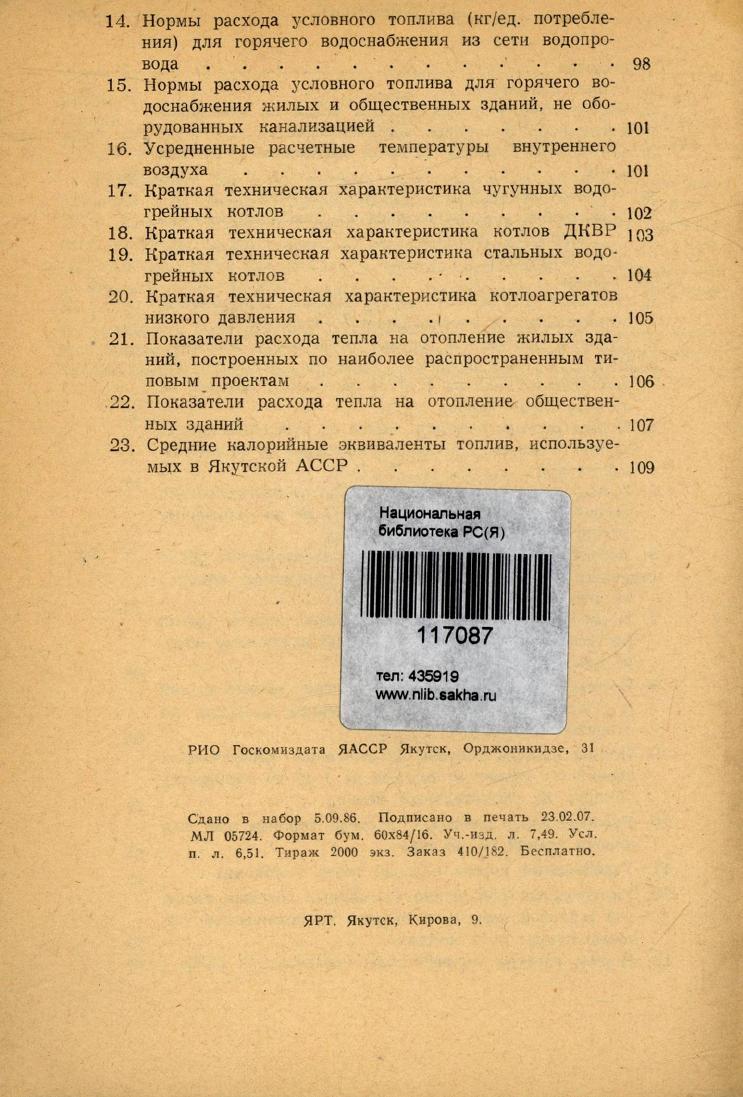 14. Нормы расхода условного топлива (кг/ед. потребле-
ния) для горячего водоснабжения из сети водопро-
вода . . . . . . . . . . . . 98
15. Нормы расхода условного топлива для горячего во-
доснабжения жилых и общественных зданий, не обо-
рудованных канализацией . . . . . . . 101
16. Усредненные расчетные температуры внутреннего
воздуха . . . . . . . . . . . 101
17. Краткая техническая характеристика чугунных водо-
грейных котлов . . . . . . . . . 102
18. Краткая техническая характеристика котлов ДКВР 103
19. Краткая техническая характеристика стальных водо-
грейных котлов . . . . . . . . . 104
20. Краткая техническая характеристика котлоагрегатов
низкого давления . . . . . . . . . 105
21. Показатели расхода тепла на отопление жилых зда-
ний, построенных по наиболее распространенным ти-
повым проектам . . . . . . . . . 106
22. Показатели расхода тепла на отопление обществен-
ных зданий . . . . . . . . . . 107
23. Средние калорийные эквиваленты топлив, используе-
мых в Якутской АССР . . . . . . . . 109
Национальная
библиотека РС(Я)
117087
тел: 435919
www.nlib.sakha.ru
РИО Госкомиздата ЯАССР Якутск, Орджоникидзе, 31
Сдано в набор 5.09.86. Подписано в печать 23.02.07.
МЛ 05724. Формат бум. 60х84/16. Уч.-изд. л. 7,49. Усл.
п. л. 6,51. Тираж 2000 экз. Заказ 410/182. Бесплатно.
ЯРТ. Якутск, Кирова, 9.